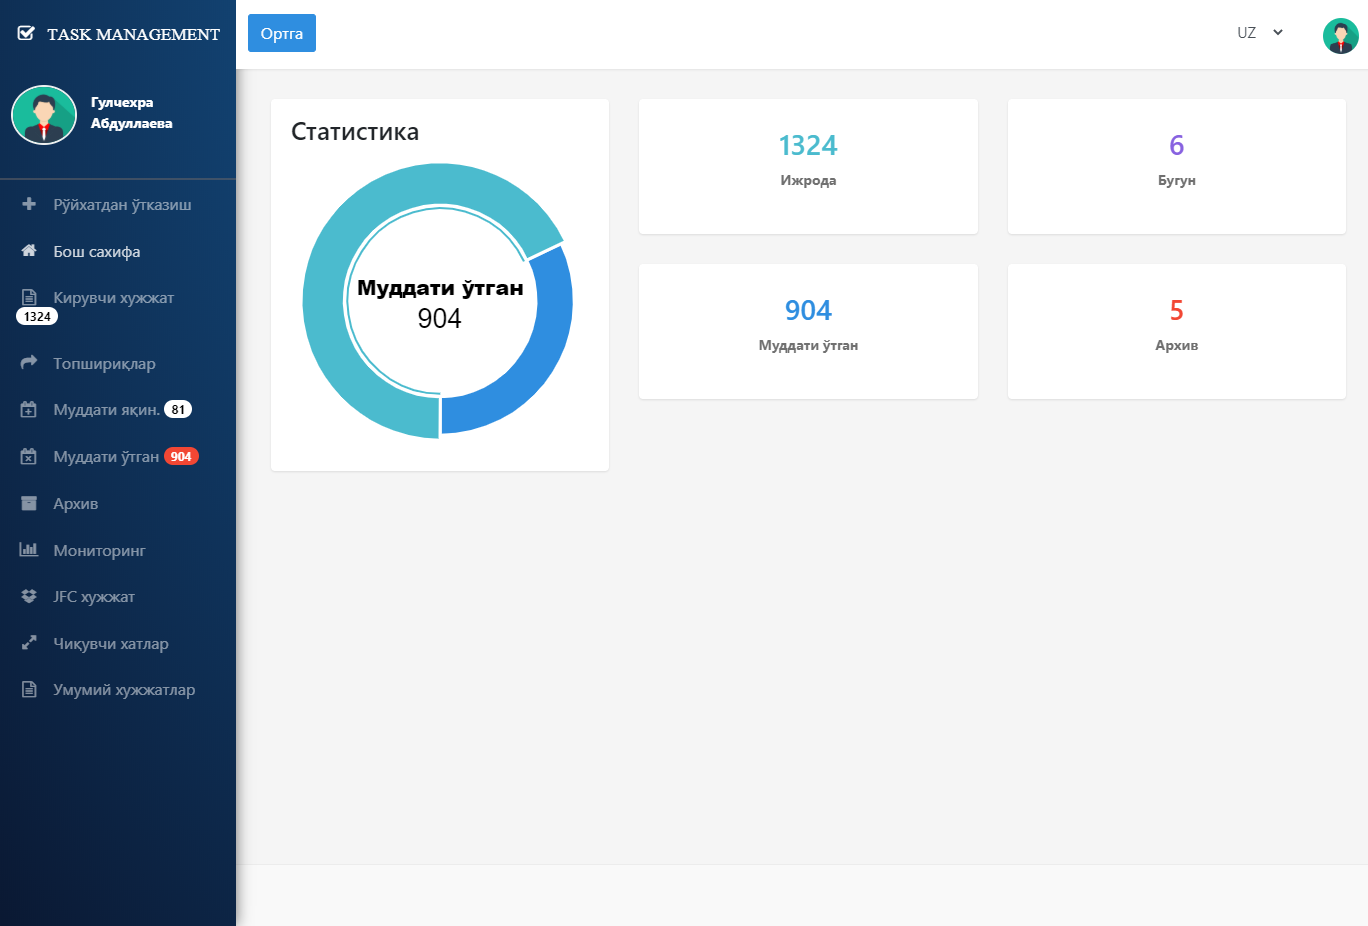 TASK MANAGEMENT
Ортга
UZ
Гулчехра
Абдуллаева
Рўйхатдан ўтказиш
Бош сахифа
Кирувчи хужжат
1324
Топшириқлар
Муддати яқин. 81
Муддати ўтган 904
Архив
Мониторинг
JFC хужжат
Чиқувчи хатлар
Умумий хужжатлар
Статистика
Муддати ўтган
904
1324
Ижрода
6
Бугун
904
Муддати ўтган
5
Архив